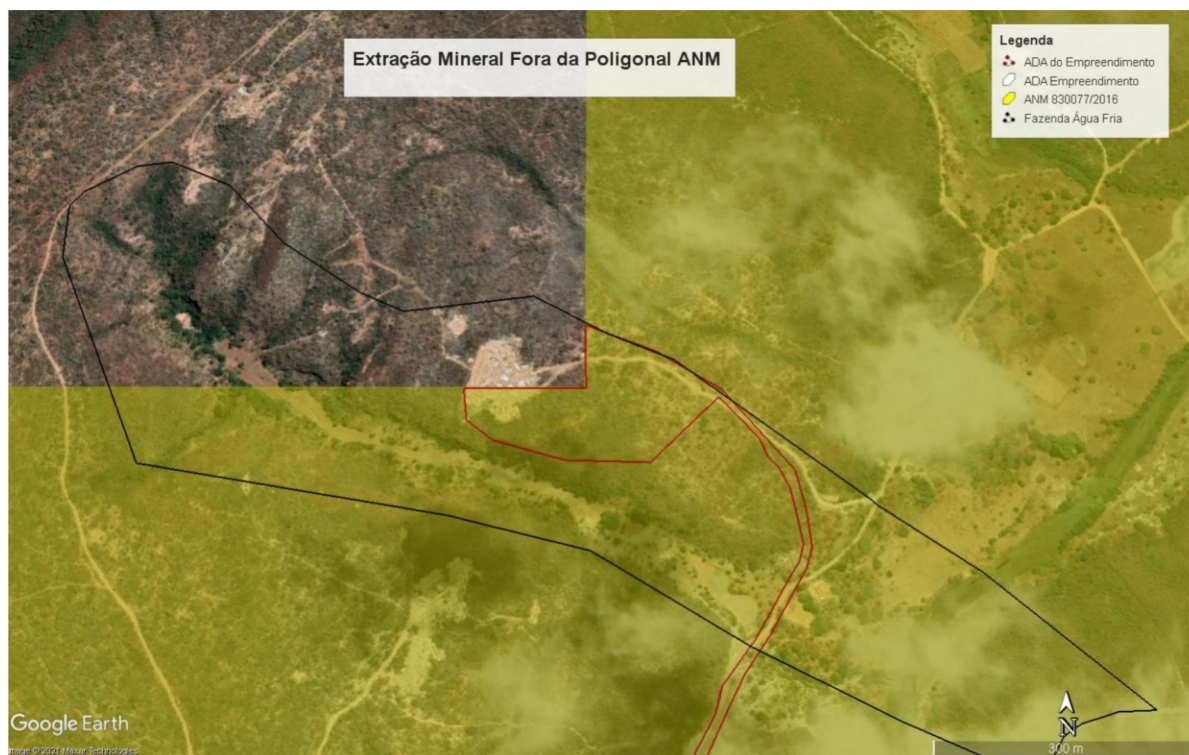 Extração Mineral Fora da Poligonal ANM
Legenda
ADA do Empreendimento
ADA Empreendimento
ANM 830077/2016
Fazenda Água Fria
Google Earth
Image © 2021 Maxar Technologies
N
300 m